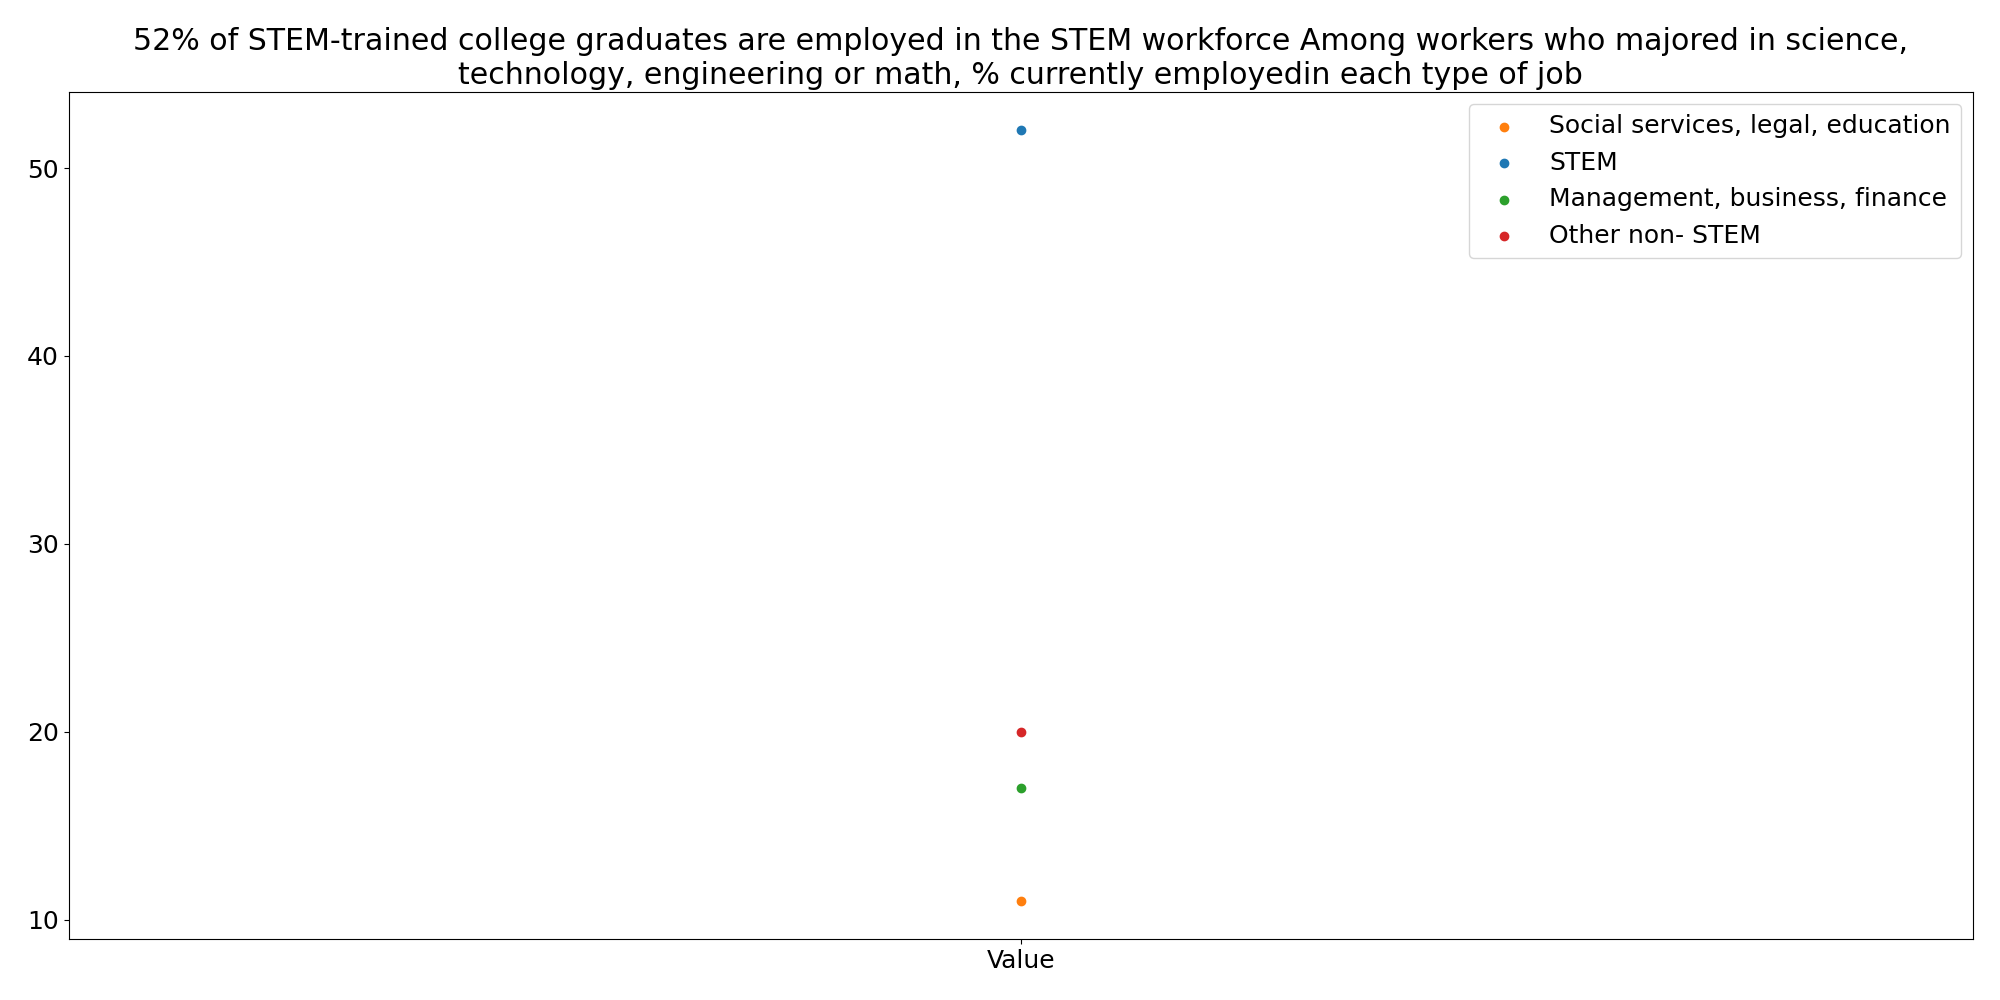 52% of STEM-trained college graduates are employed in the STEM workforce Among workers who majored in science,
technology, engineering or math, % currently employedin each type of job
Social services, legal, education
STEM
Management, business, finance
Other non- STEM
50
40
30
20
10
Value